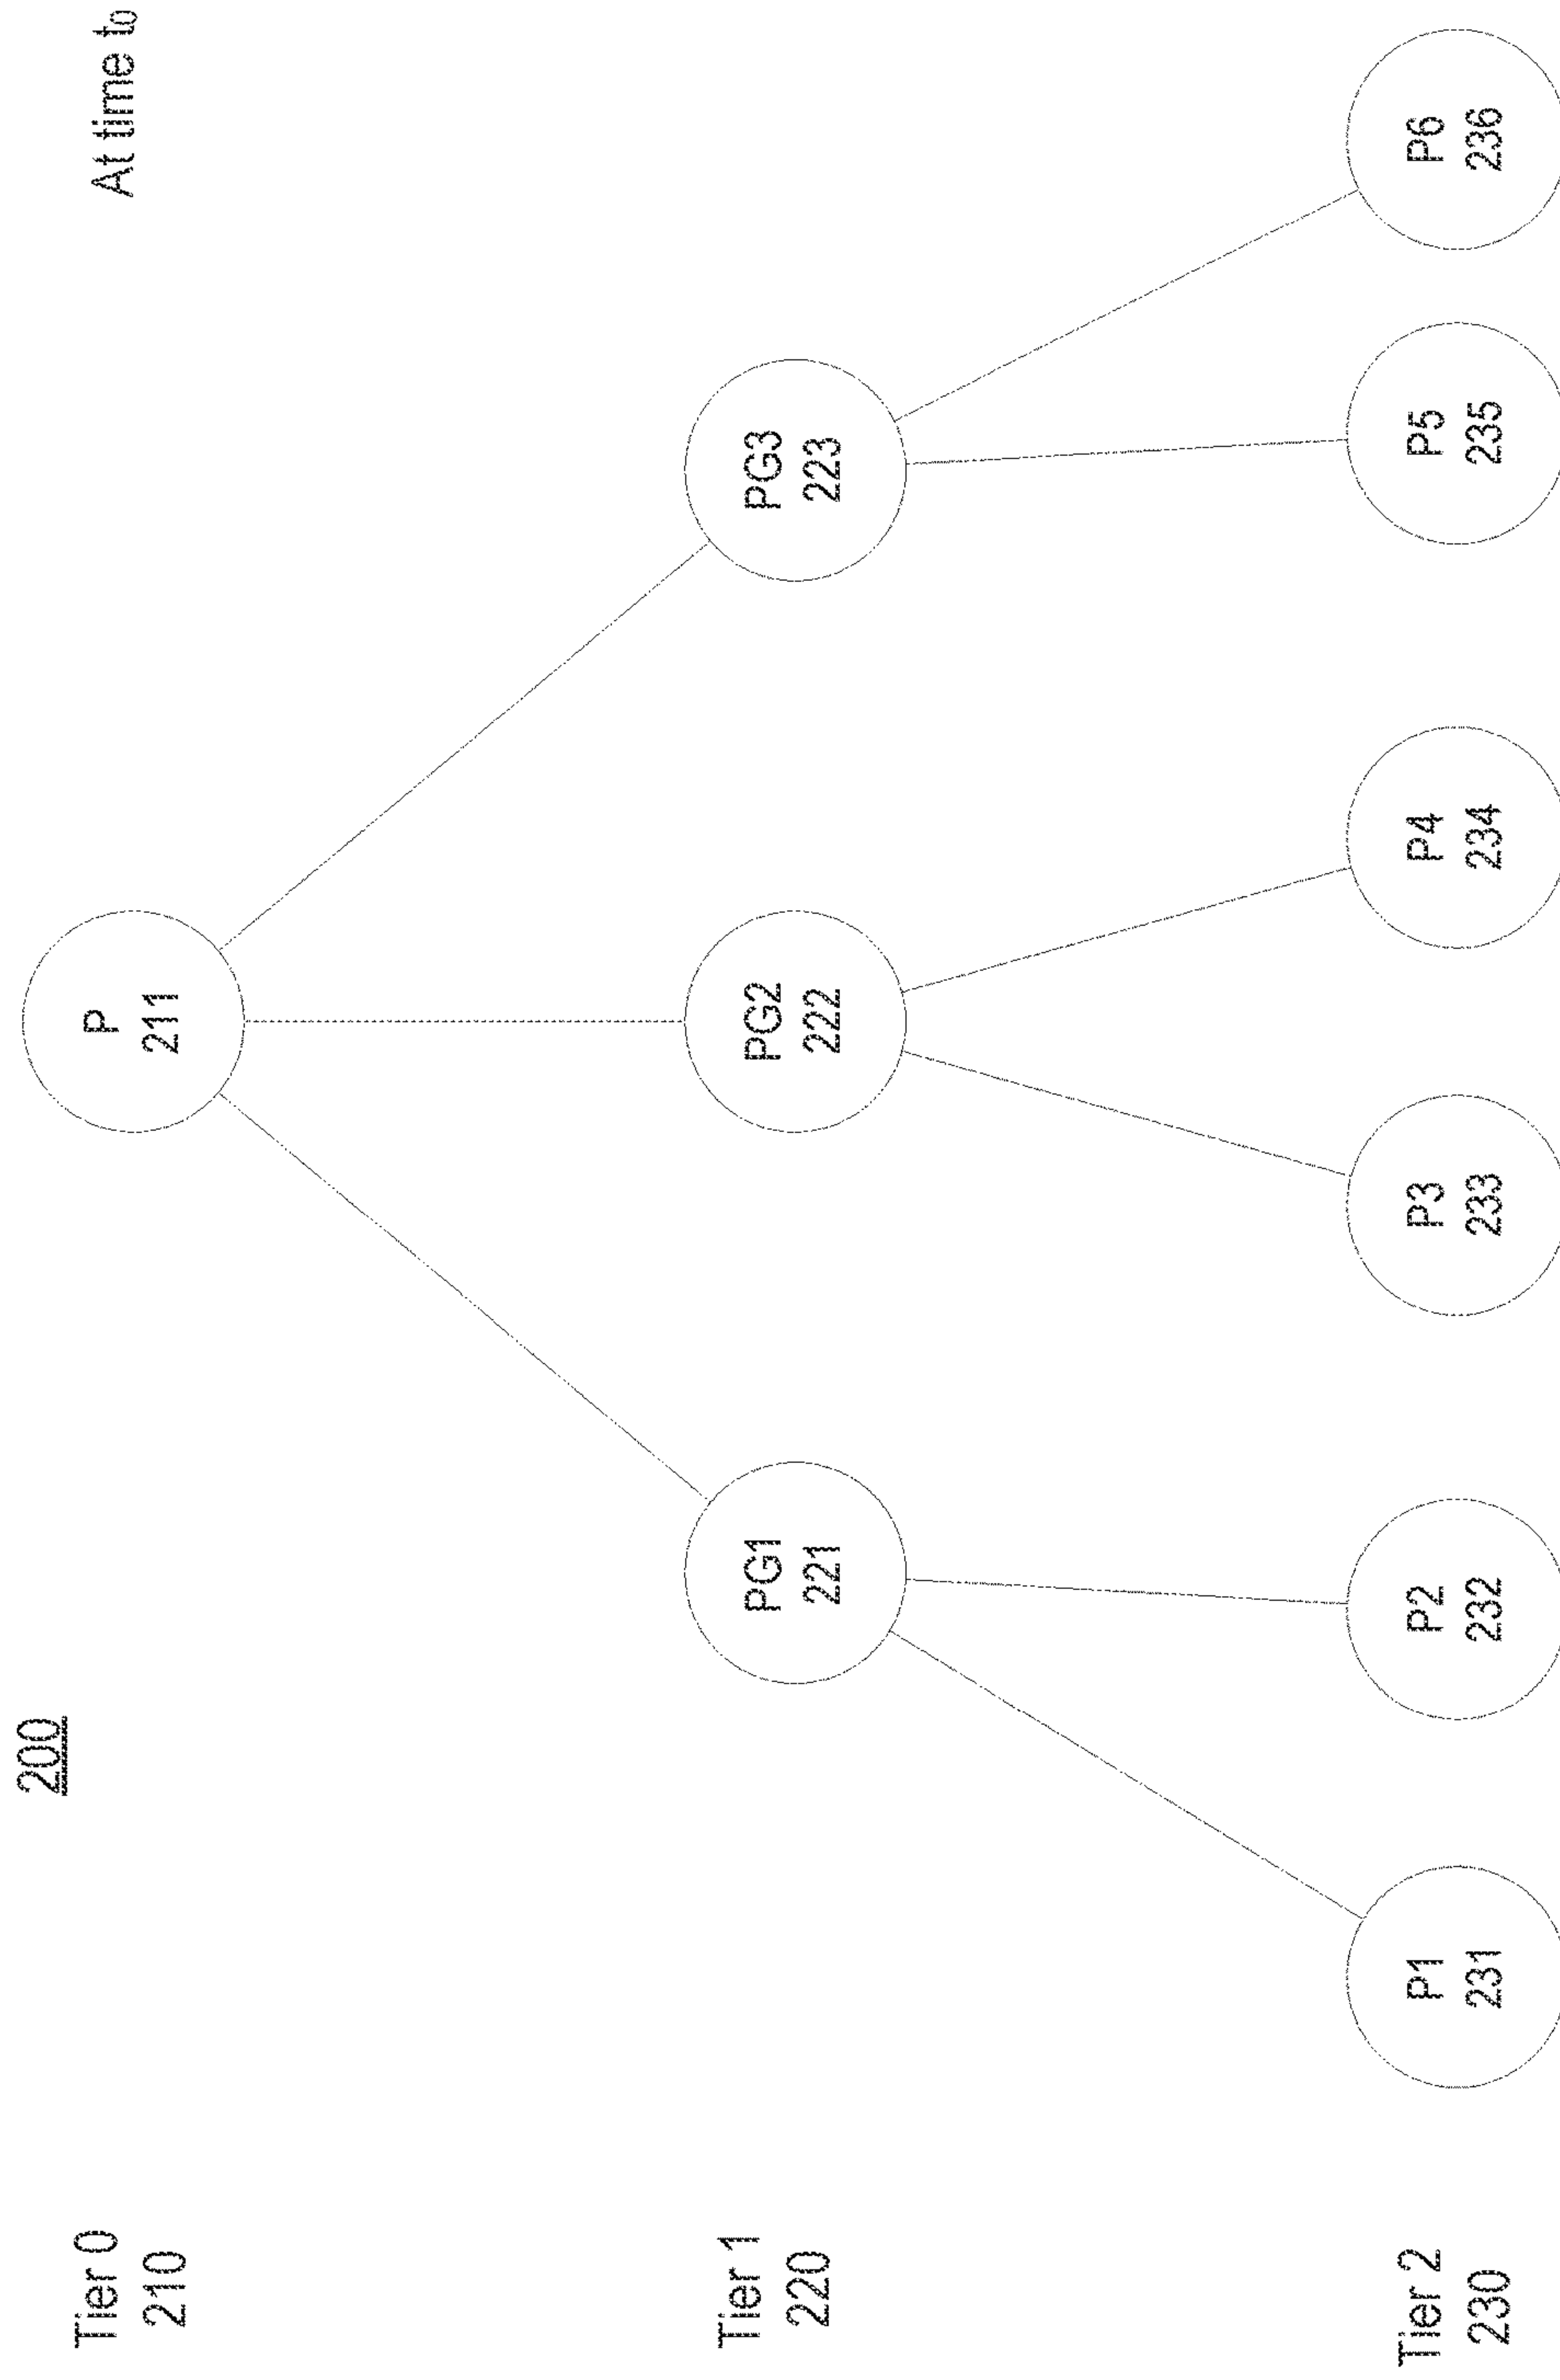 200
At time t0
Tier 0
210
P
211
Tier 1
220
PG1
221
PG2
222
PG3
223
Tier 2
230
P1
231
P2
232
P3
233
P4
234
P5
235
P6
236